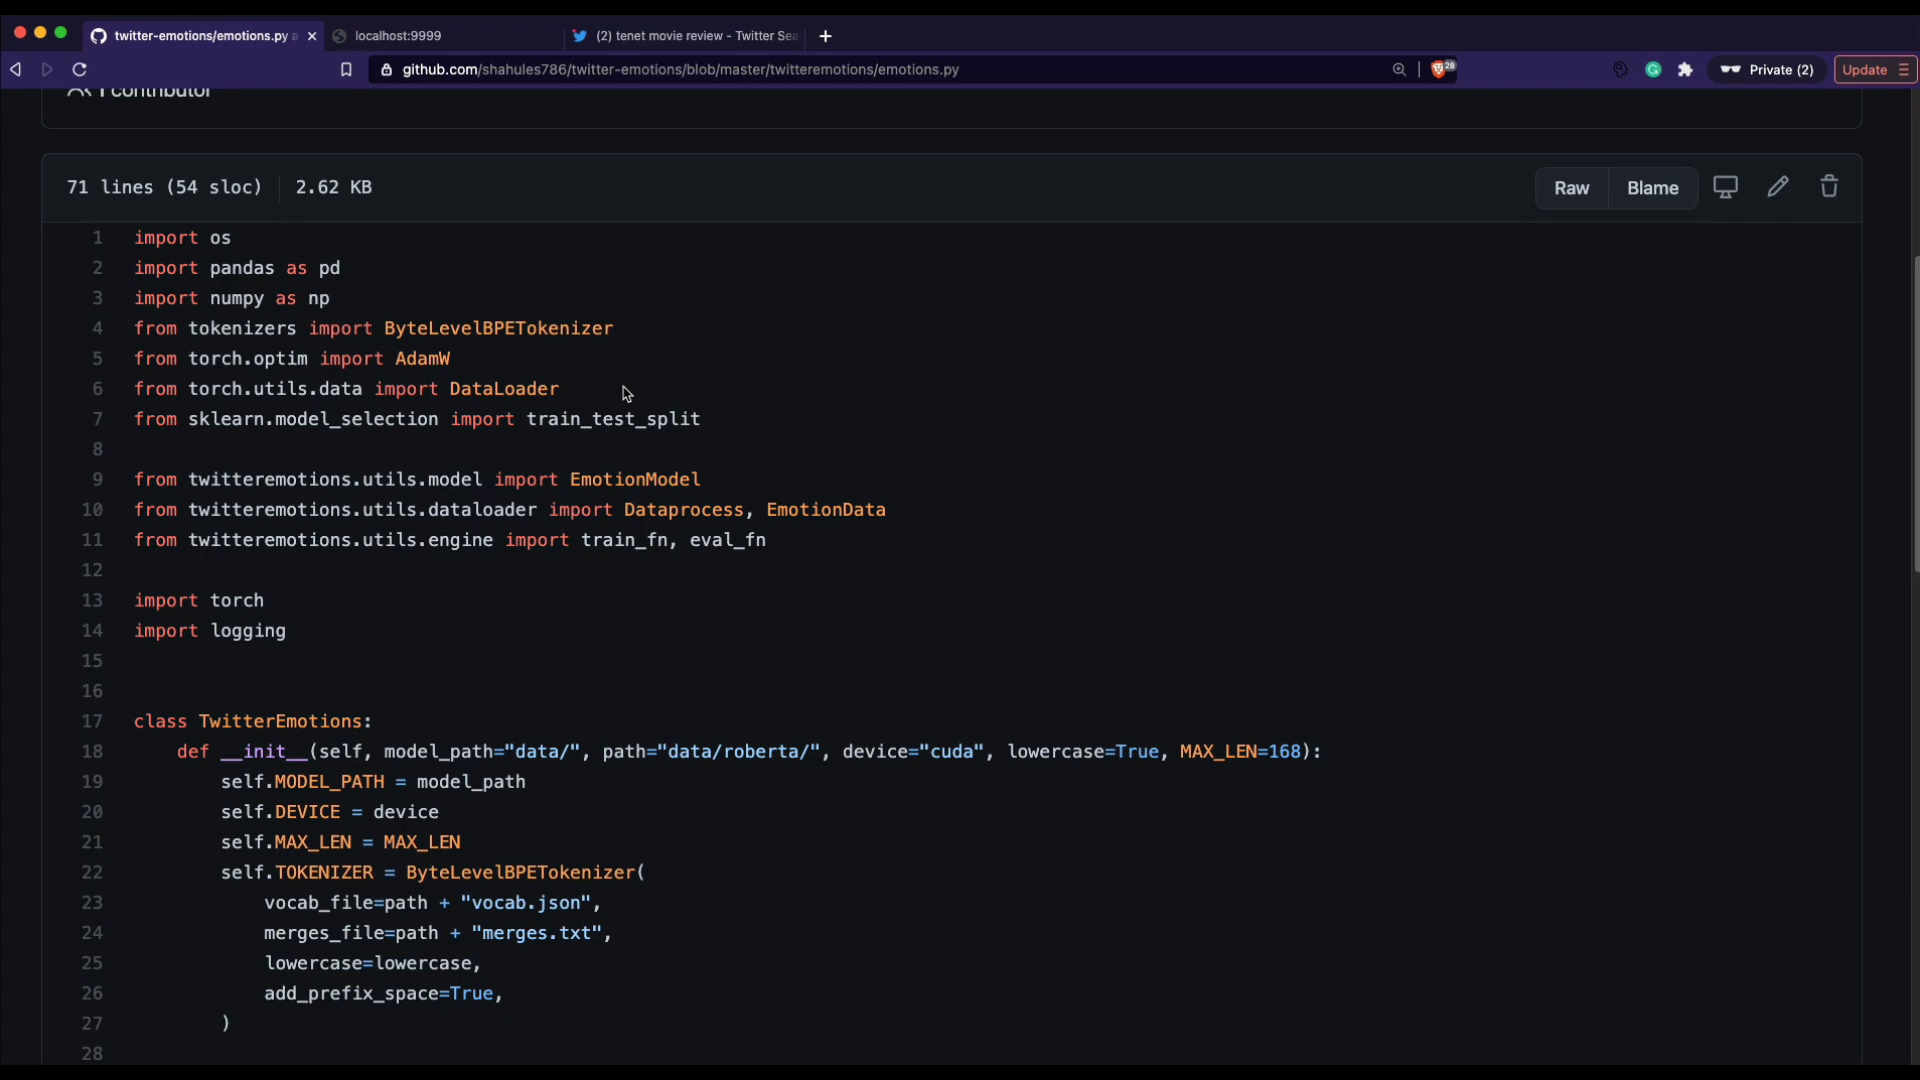 twitter-emotions/emotions.py a
localhost:9999
(2) tenet movie review - Twitter Sea
github.com/shahules786/twitter-emotions/blob/master/twitteremotions/emotions.py
28
Private (2)
Update
1 contributor
71 lines (54 sloc) 2.62 KB
Raw Blame
1 import os
2 import pandas as pd
3 import numpy as np
4 from tokenizers import ByteLevelBPETokenizer
5 from torch.optim import AdamW
6 from torch.utils.data import DataLoader
7 from sklearn.model_selection import train_test_split
8
9 from twitteremotions.utils.model import EmotionModel
10 from twitteremotions.utils.dataloader import Dataprocess, EmotionData
11 from twitteremotions.utils.engine import train_fn, eval_fn
12
13 import torch
14 import logging
15
16
17 class TwitterEmotions:
18 def __init__(self, model_path="data/", path="data/roberta/", device="cuda", lowercase=True, MAX_LEN=168):
19 self.MODEL_PATH = model_path
20 self.DEVICE = device
21 self.MAX_LEN = MAX_LEN
22 self.TOKENIZER = ByteLevelBPETokenizer(
23 vocab_file=path + "vocab.json",
24 merges_file=path + "merges.txt",
25 lowercase=lowercase,
26 add_prefix_space=True,
27 )
28